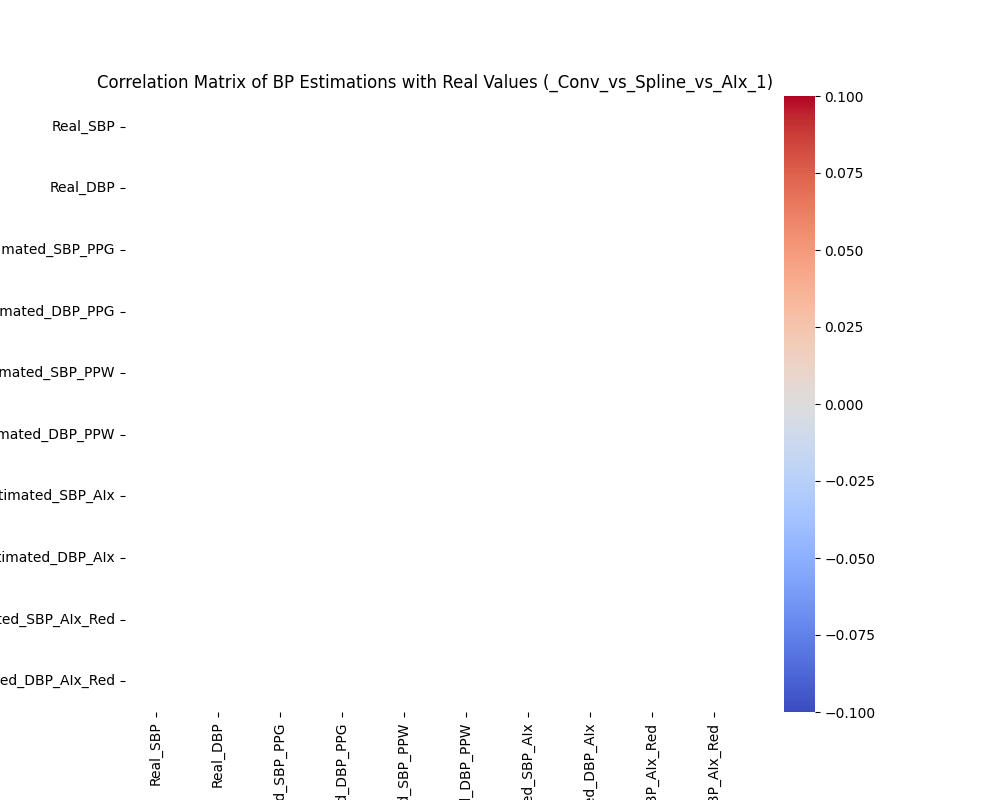 Correlation Matrix of BP Estimations with Real Values (_Conv_vs_Spline_vs_AIx_1)
Real_SBP
Real_DBP
mated_SBP_PPG
mated_DBP_PPG
mated_SBP_PPW
mated_DBP_PPW
timated_SBP_AIx
timated_DBP_AIx
ted_SBP_AIx_Red
ed_DBP_AIx_Red
Real_SBP
Real_DBP
d_SBP_PPG
d_DBP_PPG
d_SBP_PPW
d_DBP_PPW
ed_SBP_AIx
ed_DBP_AIx
BP_AIx_Red
BP_AIx_Red
0.100
0.075
0.050
0.025
0.000
−0.025
−0.050
−0.075
−0.100